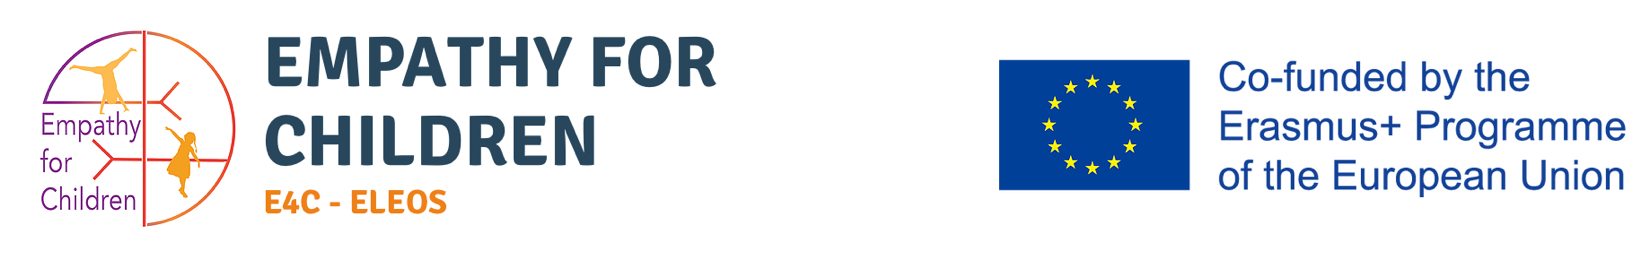 Empathy
for
Children
EMPATHY FOR
CHILDREN
E4C - ELEOS
Co-funded by the
Erasmus+ Programme
of the European Union